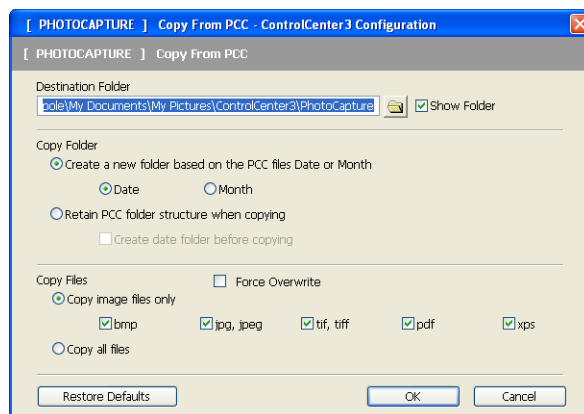 [ PHOTOCAPTURE ] Copy From PCC - ControlCenter3 Configuration
[ PHOTOCAPTURE ] Copy From PCC
Destination Folder
pole\My Documents\My Pictures\ControlCenter3\PhotoCapture
Show Folder
Copy Folder
Create a new folder based on the PCC files Date or Month
Date Month
Retain PCC folder structure when copying
Create date folder before copying
Copy Files Force Overwrite
Copy image files only
bmp jpg, jpeg tif, tiff pdf xps
Copy all files
Restore Defaults OK Cancel